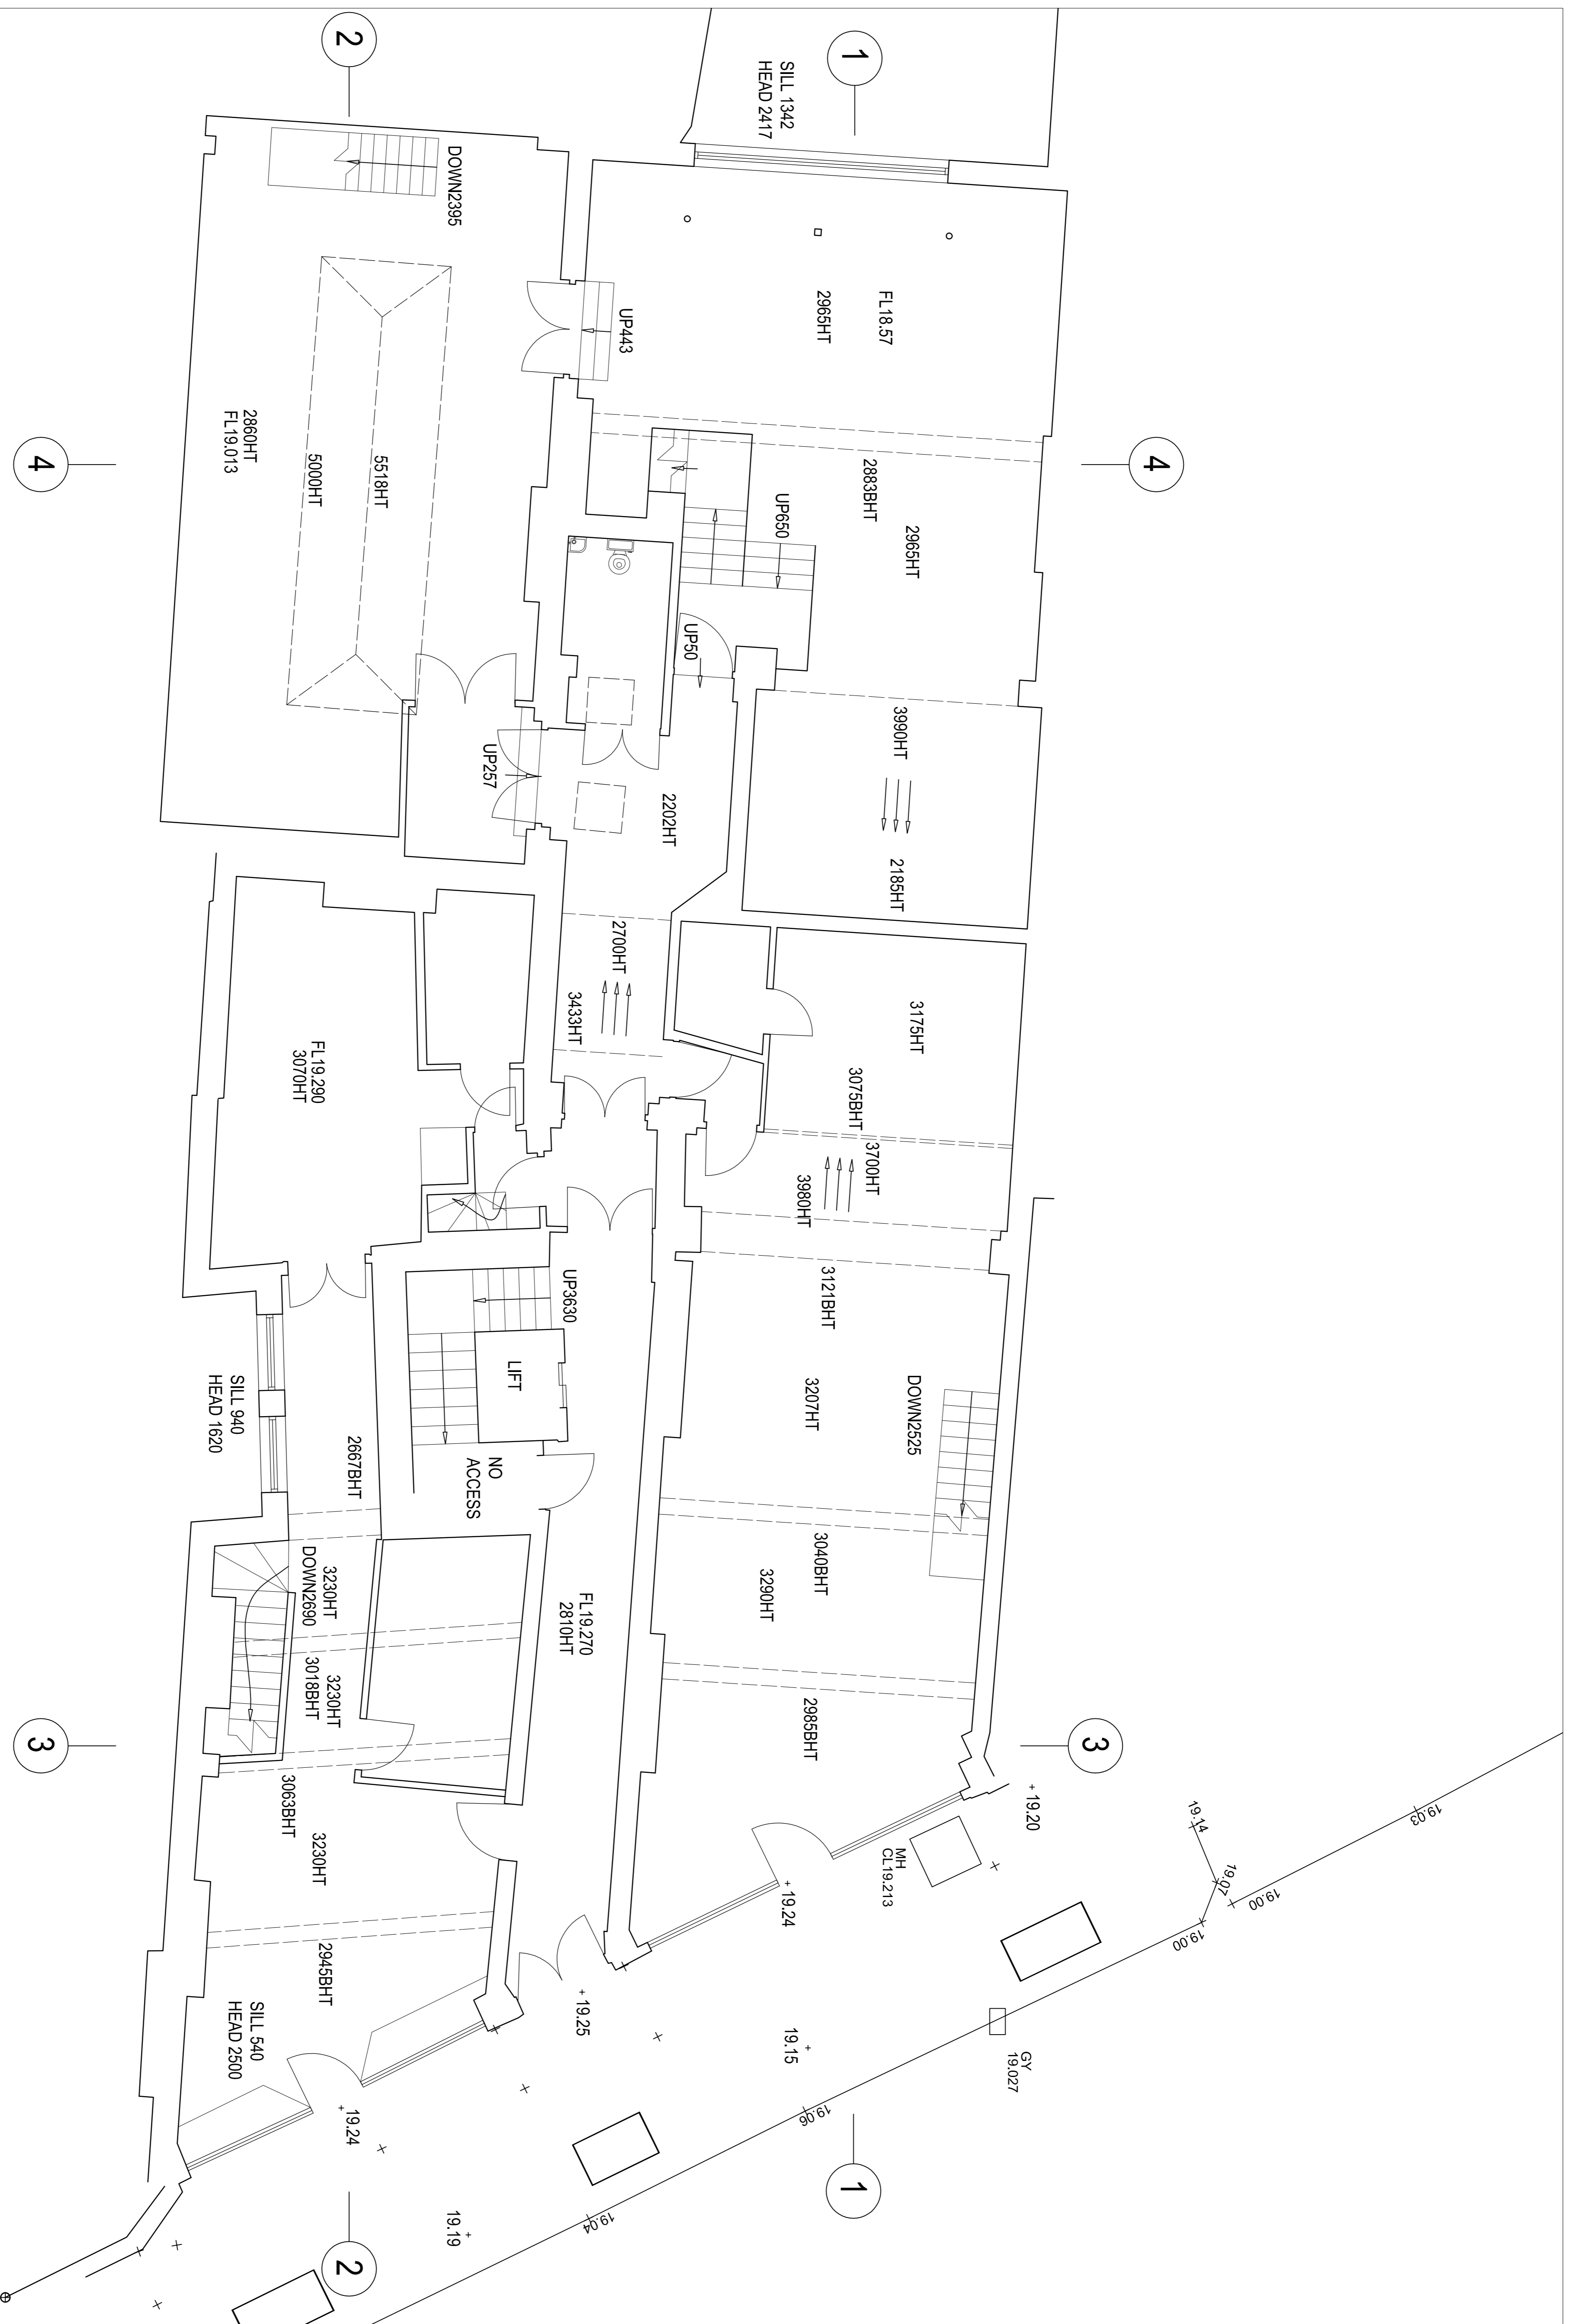 2
1
SILL 1342
HEAD 2417
DOWN2395
UP443
FL18.57
2965HT
4
4
2860HT
FL19.013
5000HT
5518HT
2883BHT
2965HT
UP650
UP50
UP257
2202HT
3990HT
2185HT
2700HT
3433HT
3175HT
3075BHT
3700HT
3980HT
FL19.290
3070HT
UP3630
LIFT
NO
ACCESS
3121BHT
3207HT
DOWN2525
SILL 940
HEAD 1620
2667BHT
3040BHT
3290HT
FL19.270
2810HT
3230HT
DOWN2690
3230HT
3018BHT
2985BHT
3
3
3063BHT
3230HT
19.20
MH
CL19.213
19.24
19.14
19.03
19.07
19.00
19.00
2945BHT
SILL 540
HEAD 2500
19.25
19.15
GY
19.027
19.06
19.24
19.19
19.04
1
2